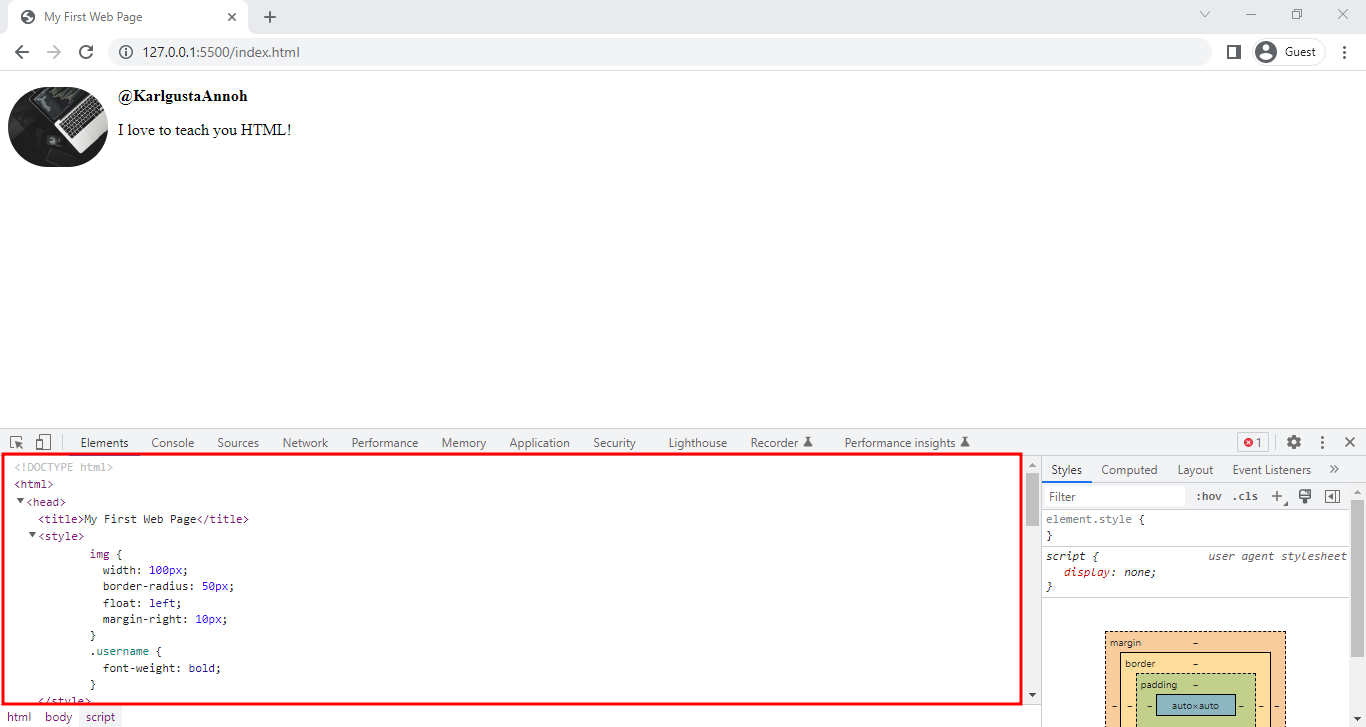 My First Web Page
127.0.0.1:5500/index.html
Guest
@KarlgustaAnnoh
I love to teach you HTML!
Elements Console Sources Network Performance Memory Application Security Lighthouse Recorder Performance insights 1
<!DOCTYPE html>
<html>
<head>
<title>My First Web Page</title>
<style>
img {
width: 100px;
border-radius: 50px;
float: left;
margin-right: 10px;
}
.username {
font-weight: bold;
}
</style>
html body script
Styles Computed Layout Event Listeners »
Filter :hov .cls +
element.style {
}
script { user agent stylesheet
display: none;
}
margin -
border -
padding -
- - - auto×auto - - -